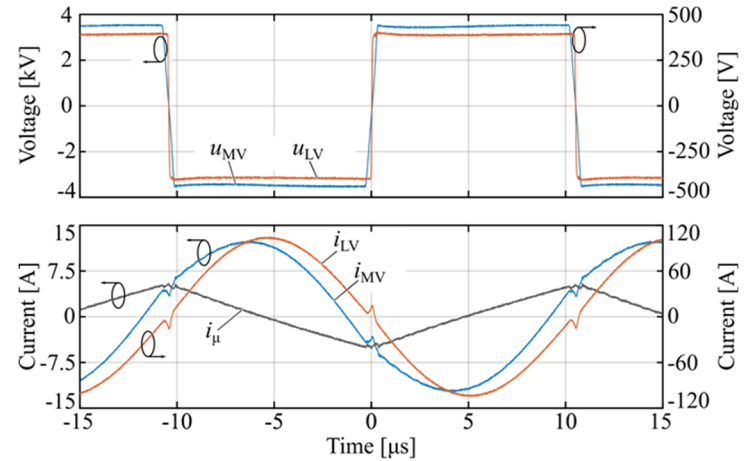 4
2
0
-2
-4
Voltage [kV]
500
250
0
-250
-500
Voltage [V]
uMV
uLV
15
7.5
0
-7.5
-15
Current [A]
120
60
0
-60
-120
Current [A]
iLV
iMV
iμ
-15
-10
-5
0
5
10
15
Time [μs]